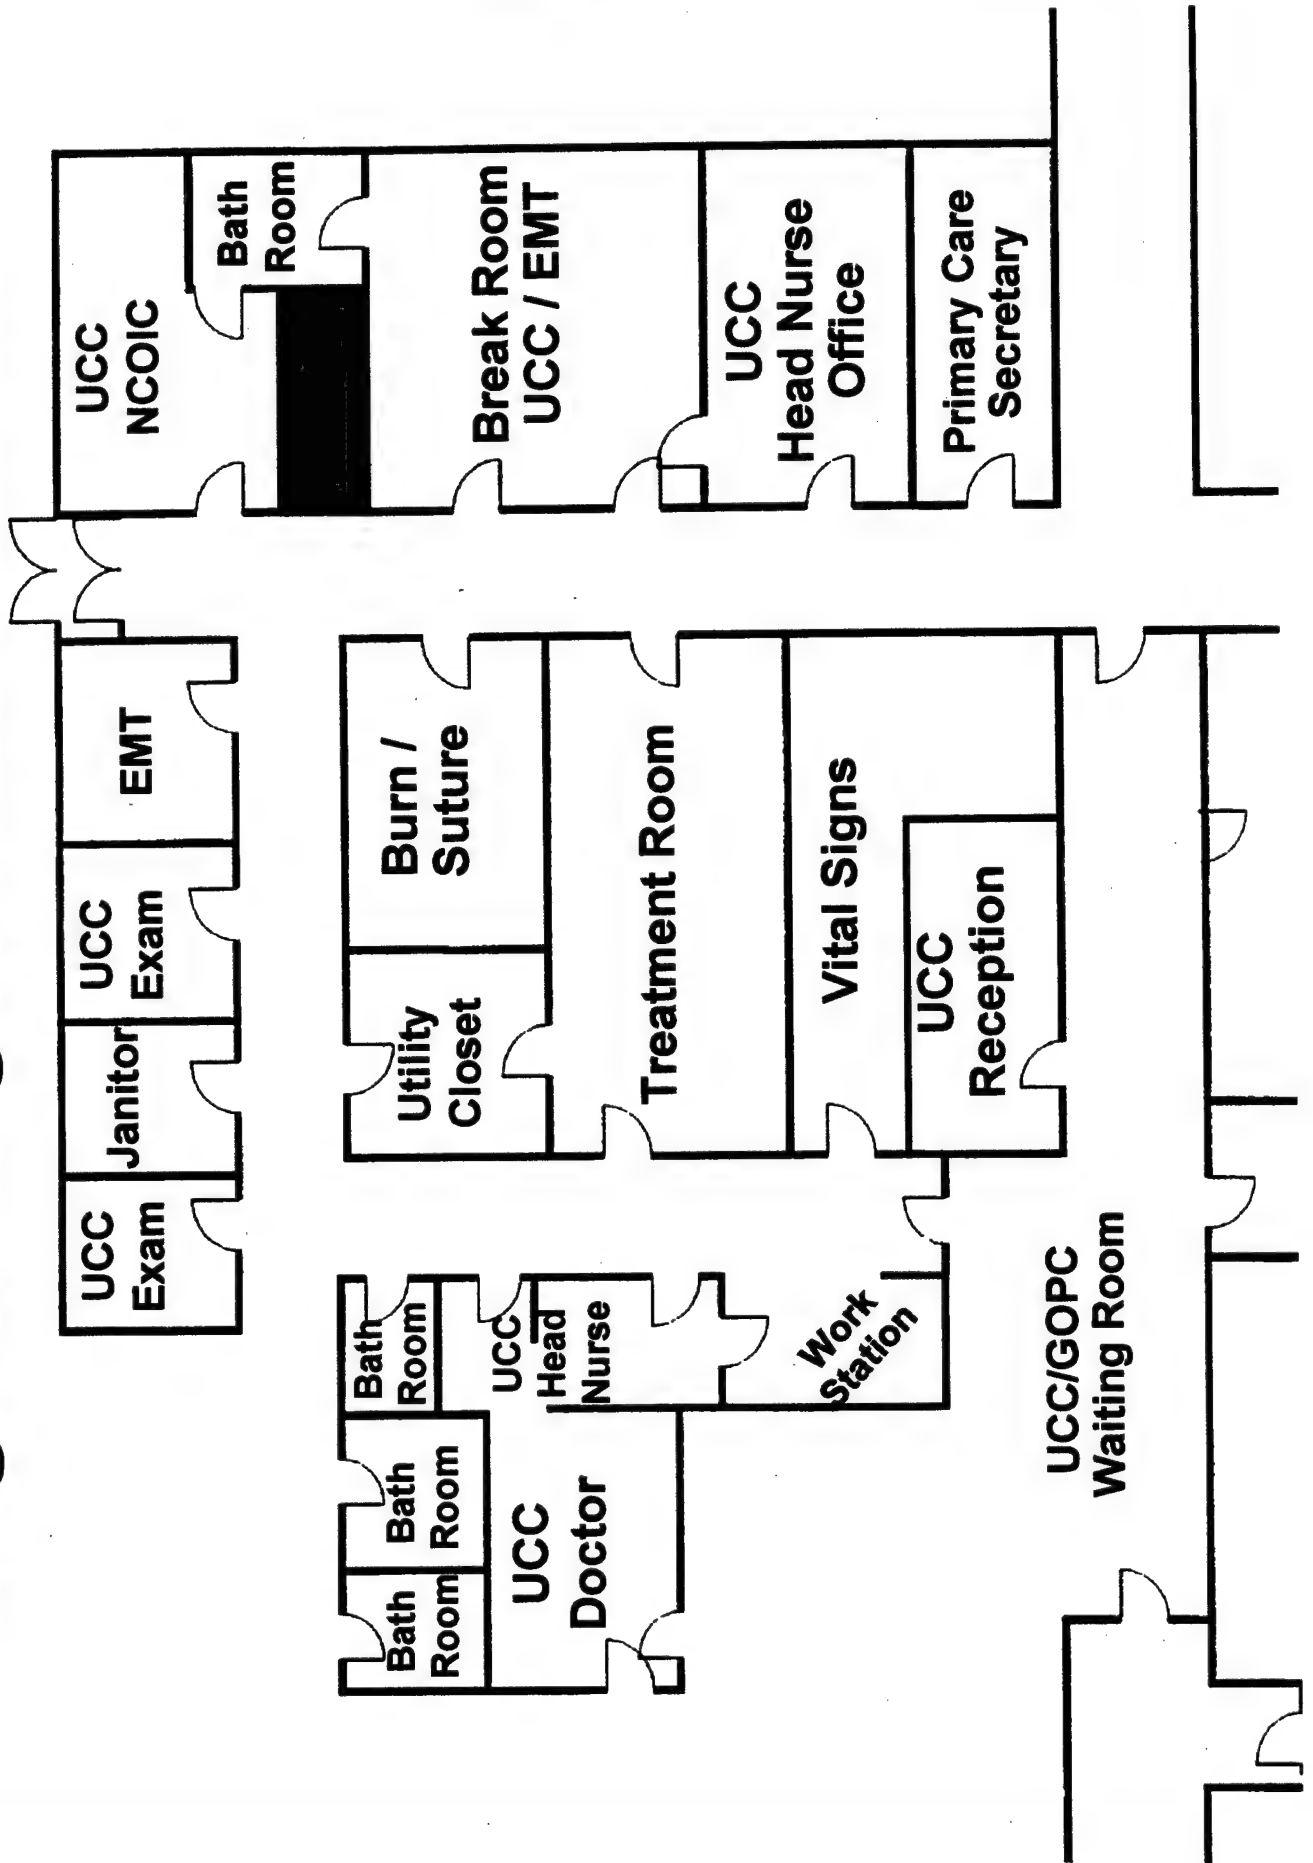 UCC
Exam
Janitor
UCC
Exam
EMT
UCC
NCOIC
Bath
Room
Bath
Room
Bath
Room
Bath
Room
Utility
Closet
Burn /
Suture
UCC
Doctor
UCC
Head
Nurse
Treatment Room
Break Room
UCC / EMT
Work
Station
Vital Signs
UCC
Reception
UCC
Head Nurse
Office
Primary Care
Secretary
UCC/GOPC
Waiting Room